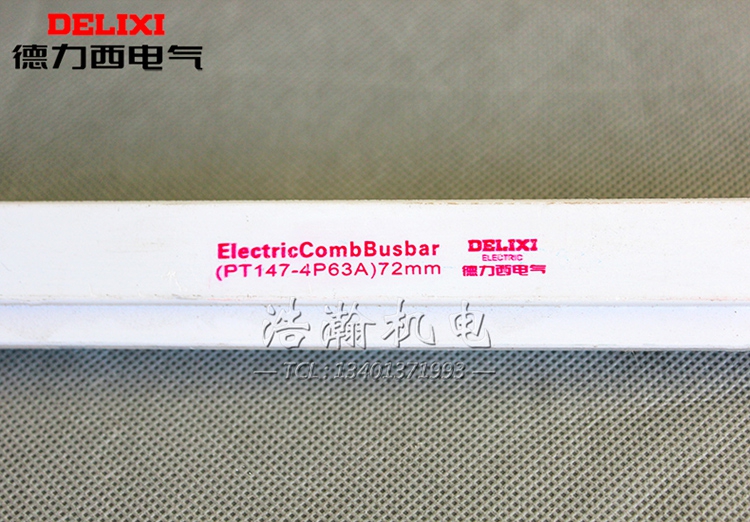 DELIXI
德力西电气
ElectricCombBusbar
(PT147-4P63A)72mm
DELIXI
ELECTRIC
德力西电气
浩瀚机电
TCL:13401371993